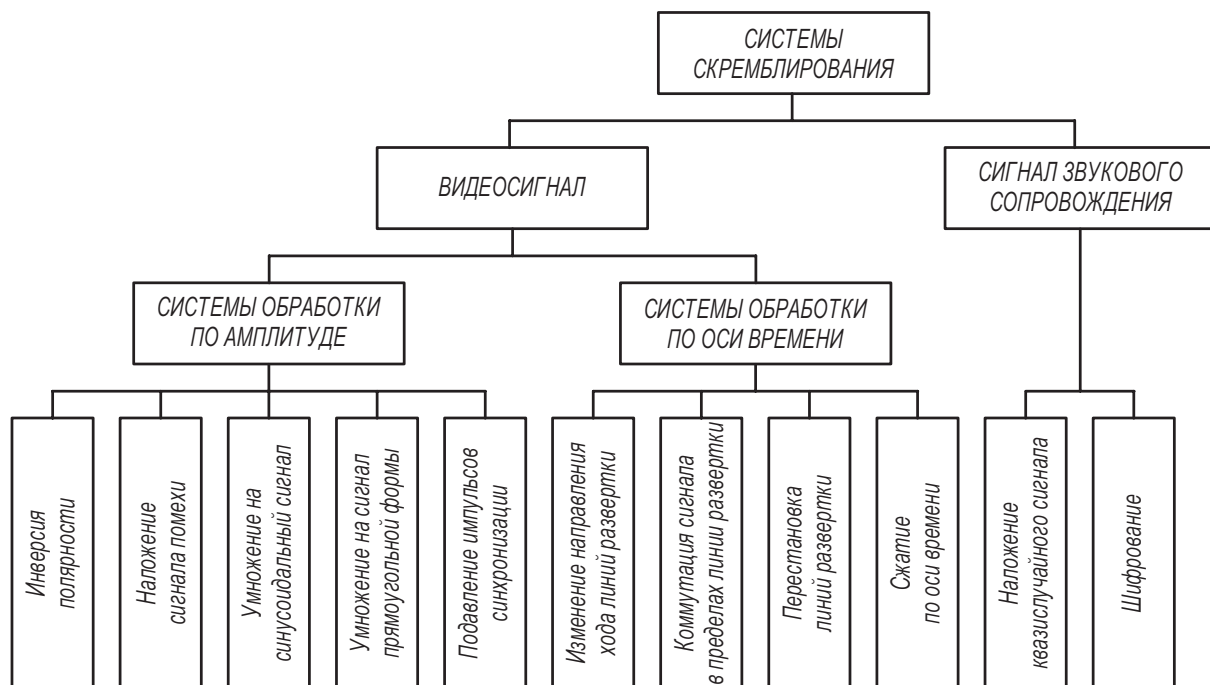 СИСТЕМЫ
СКРЕМБЛИРОВАНИЯ
ВИДЕОСИГНАЛ
СИГНАЛ ЗВУКОВОГО
СОПРОВОЖДЕНИЯ
СИСТЕМЫ ОБРАБОТКИ
ПО АМПЛИТУДЕ
СИСТЕМЫ ОБРАБОТКИ
ПО ОСИ ВРЕМЕНИ
Инверсия
полярности
Наложение
сигнала помехи
Умножение на
синусоидальный сигнал
Умножение на сигнал
прямоугольной формы
Подавление импульсов
синхронизации
Изменение направления
хода линий развертки
Коммутация сигнала
в пределах линии развертки
Перестановка
линий развертки
Сжатие
по оси времени
Наложение
квазислучайного сигнала
Шифрование